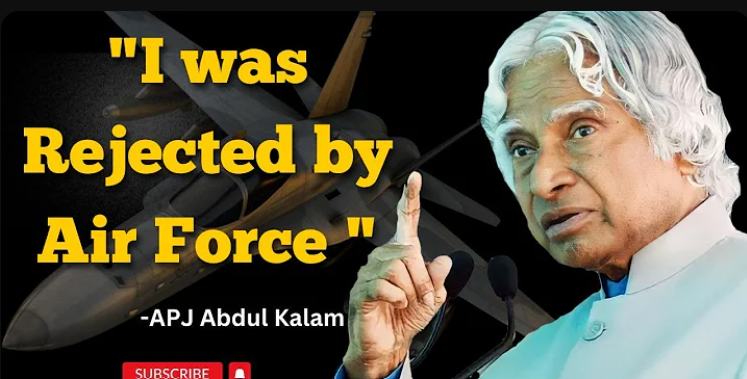 "I was
Rejected by
Air Force "
-APJ Abdul Kalam
SUBSCRIBE